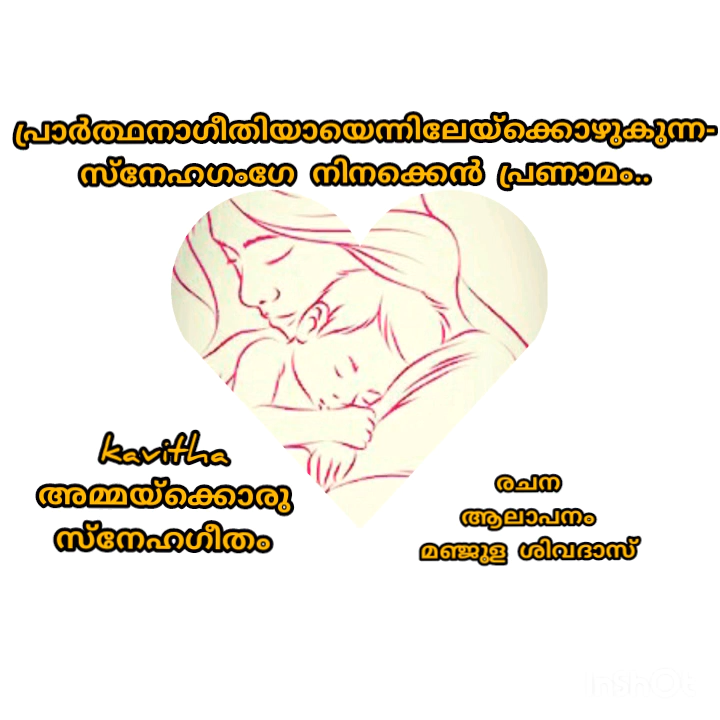 പ്രാർത്ഥനാഗീതിയായെന്നിലേയ്ക്കൊഴുകുന്ന-
സ്നേഹഗംഗേ നിനക്കെൻ പ്രണാമം..
kavitha
അമ്മയ്ക്കൊരു
സ്നേഹഗീതം
രചന
ആലാപനം
മഞ്ജുള ശിവദാസ്